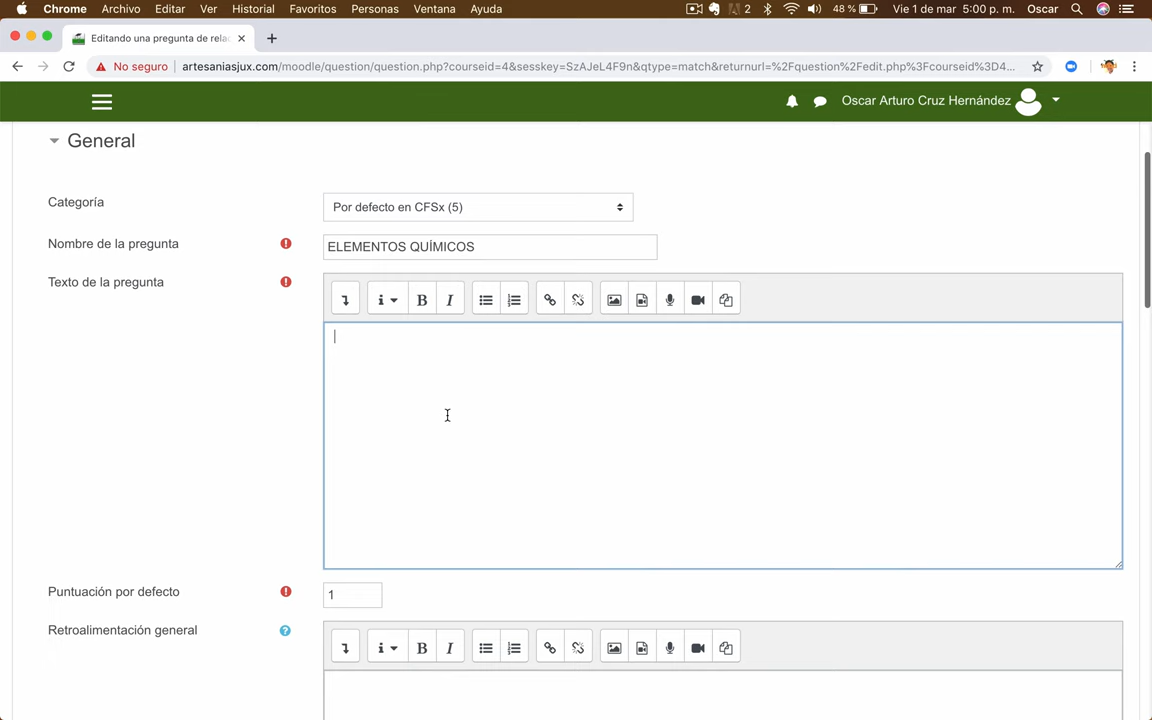 Chrome Archivo Editar Ver Historial Favoritos Personas Ventana Ayuda 2 48 % Vie 1 de mar 5:00 p. m. Oscar
Editando una pregunta de rela
No seguro artesaniasjux.com/moodle/question/question.php?courseid=4&sesskey=SzAJeL4F9n&qtype=match&returnurl=%2Fquestion%2Fedit.php%3Fcourseid%3D4...
Oscar Arturo Cruz Hernández
General
Categoría
Por defecto en CFSx (5)
Nombre de la pregunta
ELEMENTOS QUÍMICOS
Texto de la pregunta
B I
Puntuación por defecto
1
Retroalimentación general
B I